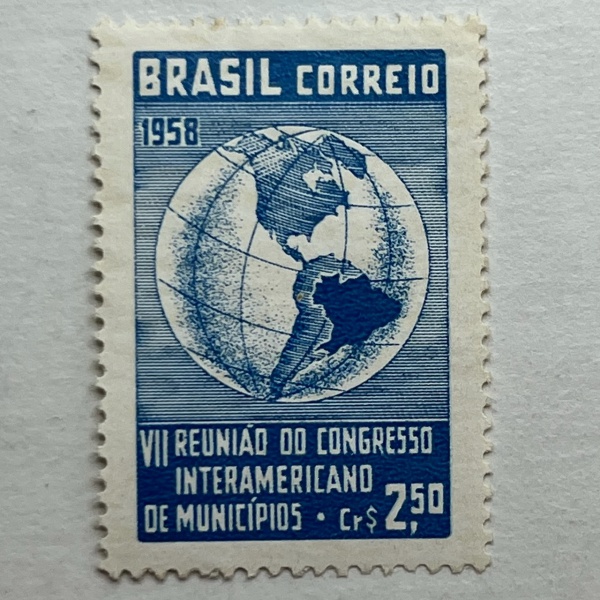 BRASIL CORREIO
1958
VII REUNIÃO DO CONGRESSO
INTERAMERICANO
DE MUNICÍPIOS • Cr$ 2,50